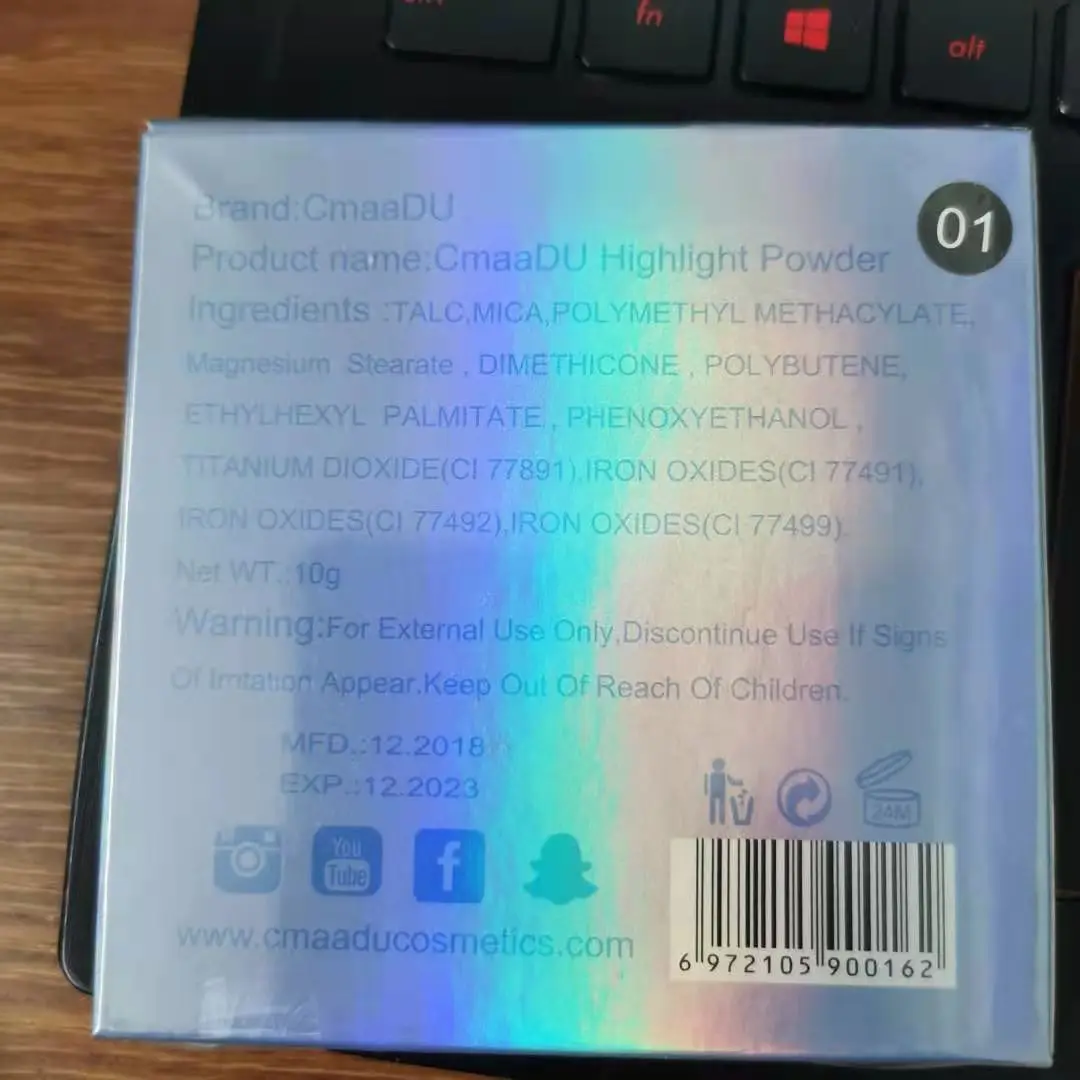 fn
alt
Brand:CmaaDU
01
Product name:CmaaDU Highlight Powder
Ingredients :TALC,MICA,POLYMETHYL METHACYLATE,
Magnesium Stearate , DIMETHICONE , POLYBUTENE,
ETHYLHEXYL PALMITATE , PHENOXYETHANOL ,
TITANIUM DIOXIDE(CI 77891),IRON OXIDES(CI 77491),
IRON OXIDES(CI 77492),IRON OXIDES(CI 77499).
Net WT.:10g
Warning:For External Use Only,Discontinue Use If Signs
Of Irritation Appear.Keep Out Of Reach Of Children.
MFD.:12.2018
EXP.:12.2023
24M
You
Tube
f
www.cmaaducosmetics.com
6 972105 900162